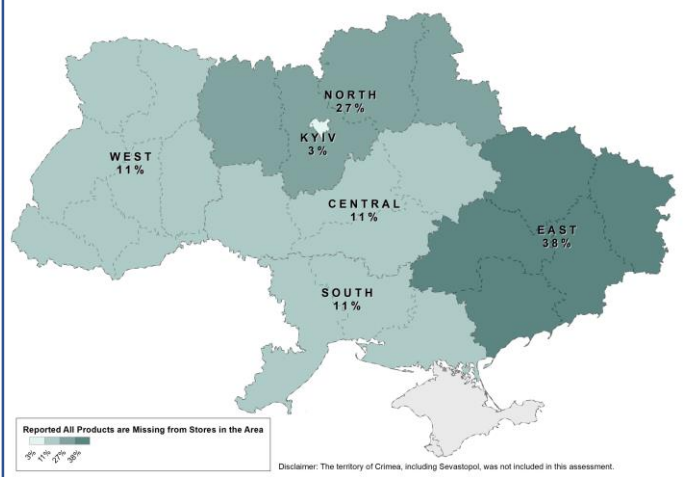 NORTH
27%
KYIV
3%
WEST
11%
CENTRAL
11%
EAST
38%
SOUTH
11%
Reported All Products are Missing from Stores in the Area
3% 11% 27% 38%
Disclaimer: The territory of Crimea, including Sevastopol, was not included in this assessment.